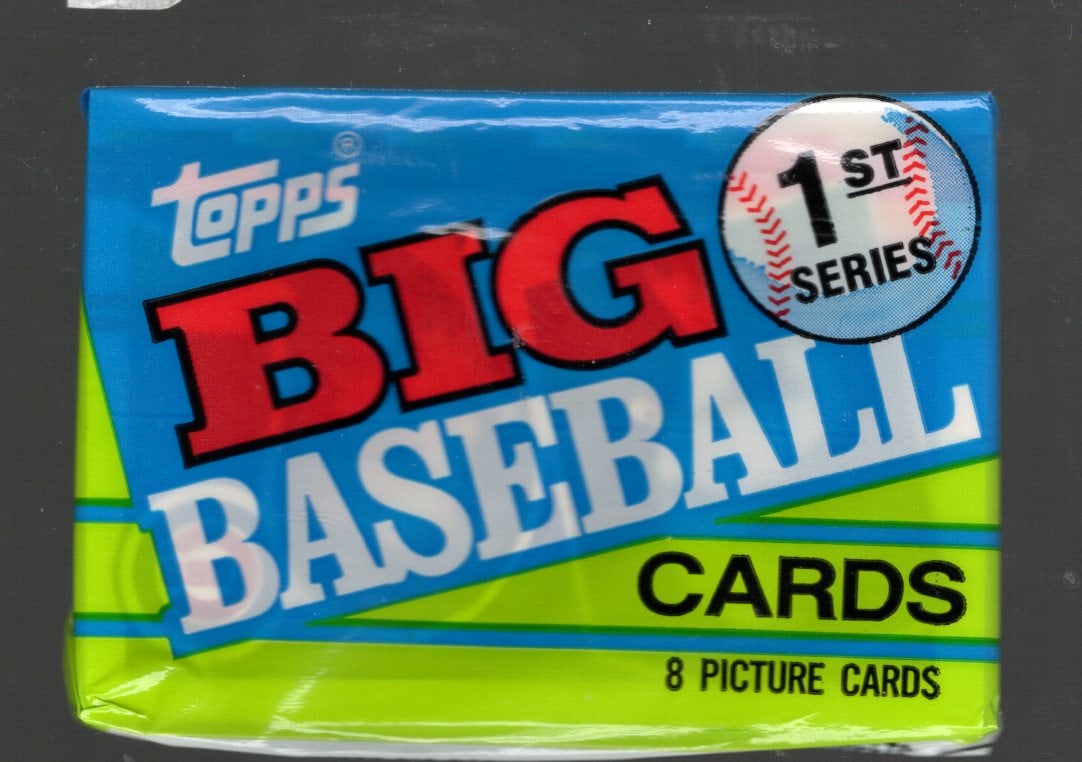 TOPPS®
BIG
BASEBALL
1ST
SERIES
CARDS
8 PICTURE CARDS